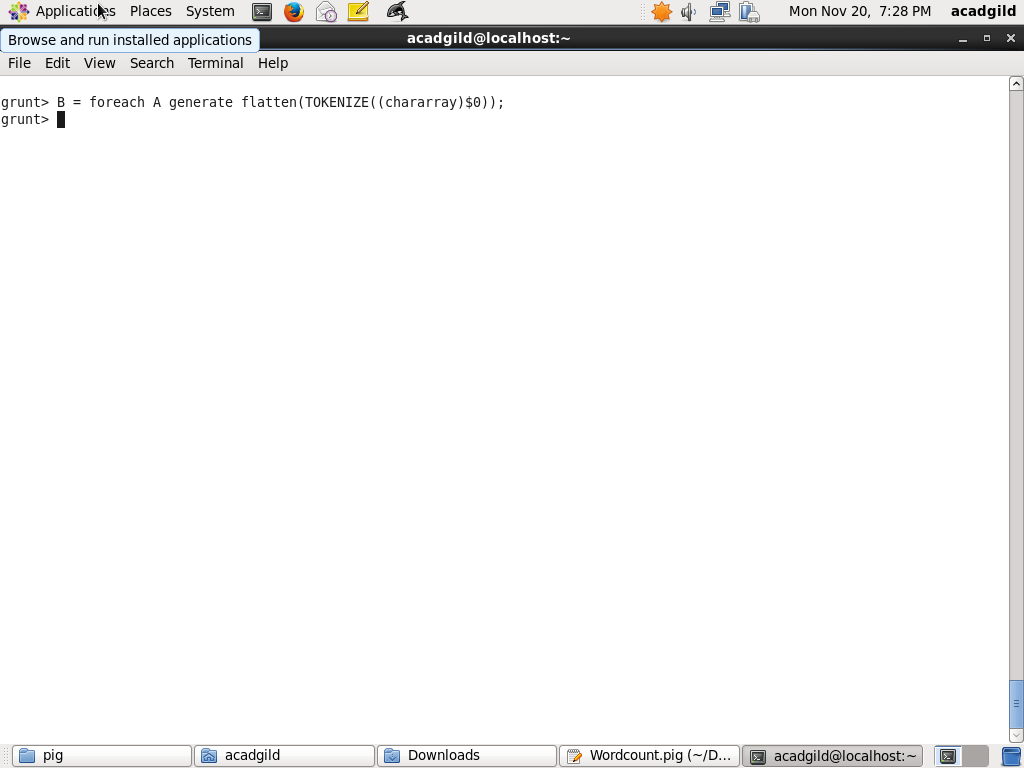 Applications Places System Mon Nov 20, 7:28 PM acadgild
Browse and run installed applications
acadgild@localhost:~
File Edit View Search Terminal Help
grunt> B = foreach A generate flatten(TOKENIZE((chararray)$0));
grunt>
pig acadgild Downloads Wordcount.pig (~/D... acadgild@localhost:~